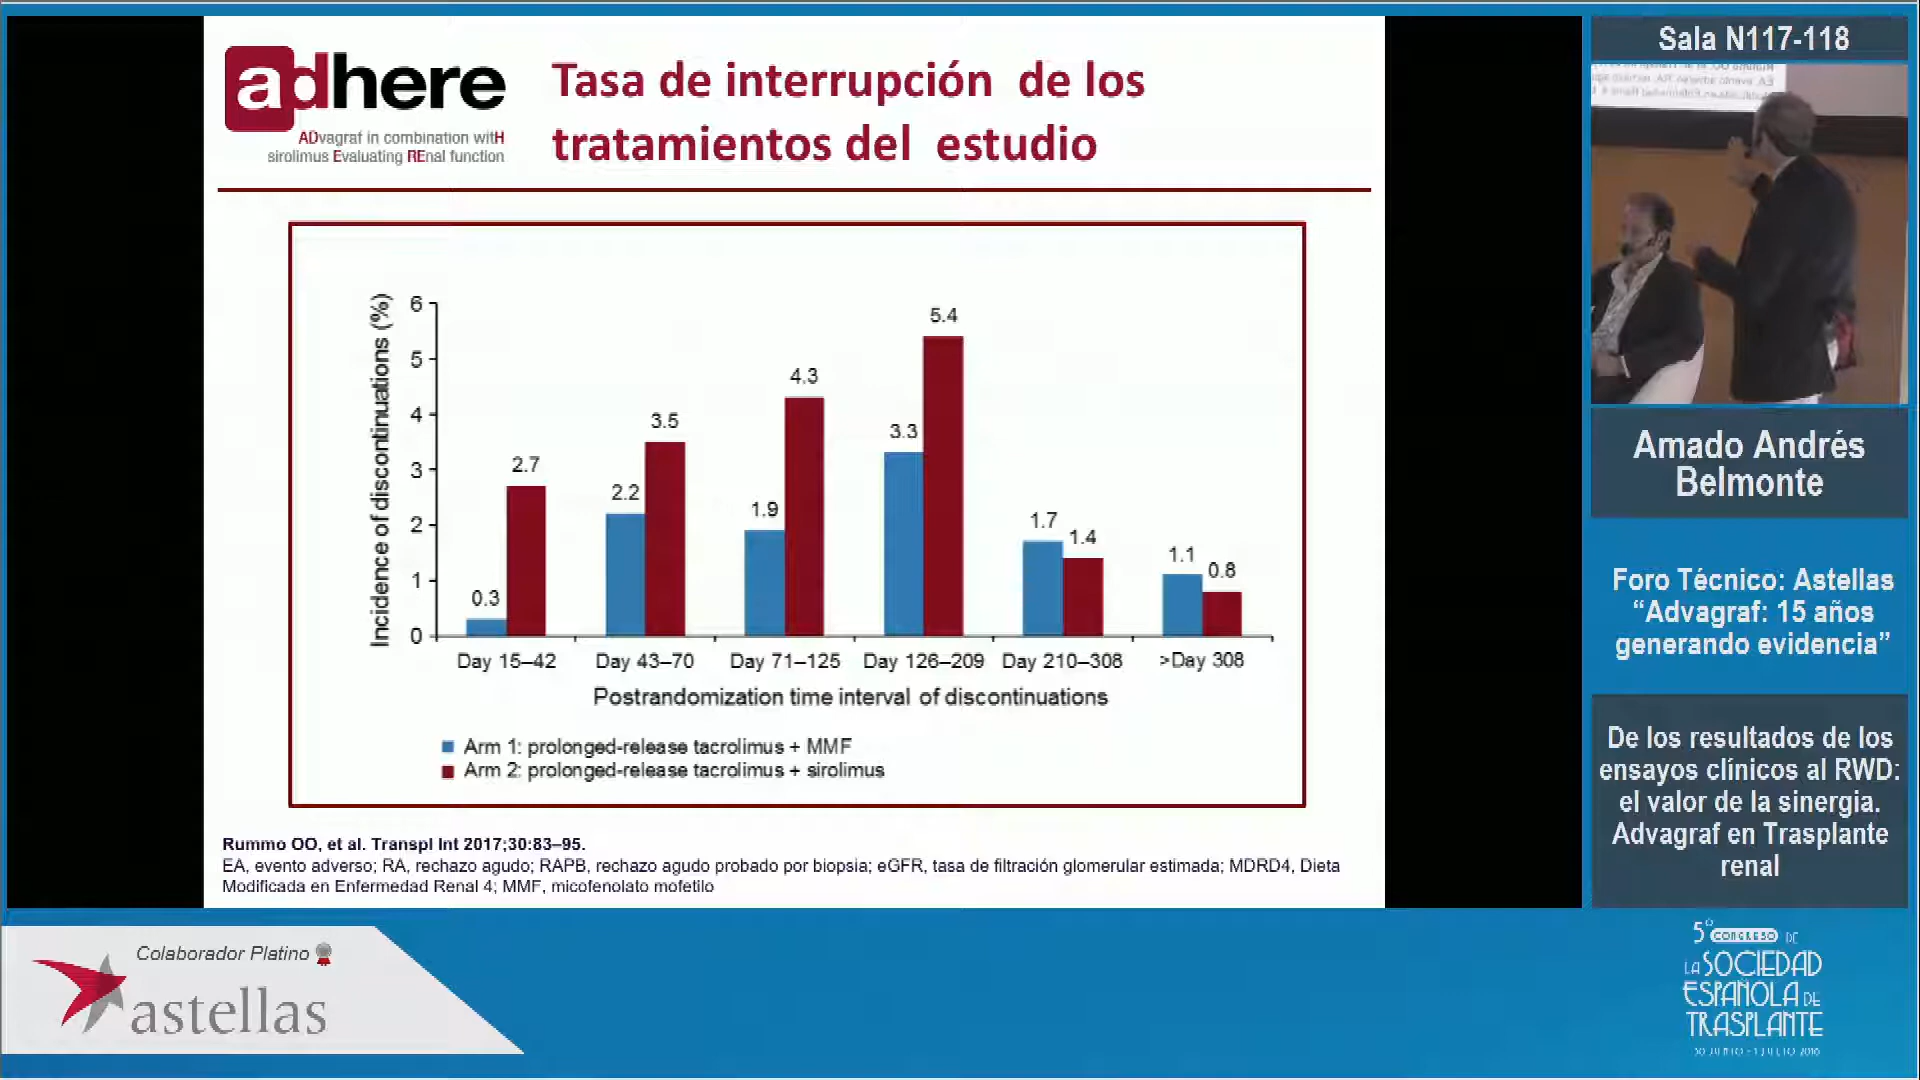 adhere
ADvagraf in combination witH
sirolimus Evaluating REnal function
Tasa de interrupción de los
tratamientos del estudio
Incidence of discontinuations (%)
6
5
4
3
2
1
0
0.3
2.7
2.2
3.5
1.9
4.3
3.3
5.4
1.7
1.4
1.1
0.8
Day 15–42
Day 43–70
Day 71–125
Day 126–209
Day 210–308
>Day 308
Postrandomization time interval of discontinuations
Arm 1: prolonged-release tacrolimus + MMF
Arm 2: prolonged-release tacrolimus + sirolimus
Rummo OO, et al. Transpl Int 2017;30:83–95.
EA, evento adverso; RA, rechazo agudo; RAPB, rechazo agudo probado por biopsia; eGFR, tasa de filtración glomerular estimada; MDRD4, Dieta
Modificada en Enfermedad Renal 4; MMF, micofenolato mofetilo
Sala N117-118
Amado Andrés
Belmonte
Foro Técnico: Astellas
“Advagraf: 15 años
generando evidencia”
De los resultados de los
ensayos clínicos al RWD:
el valor de la sinergia.
Advagraf en Trasplante
renal
Colaborador Platino
astellas
5º CONGRESO DE
LA SOCIEDAD
ESPAÑOLA DE
TRASPLANTE